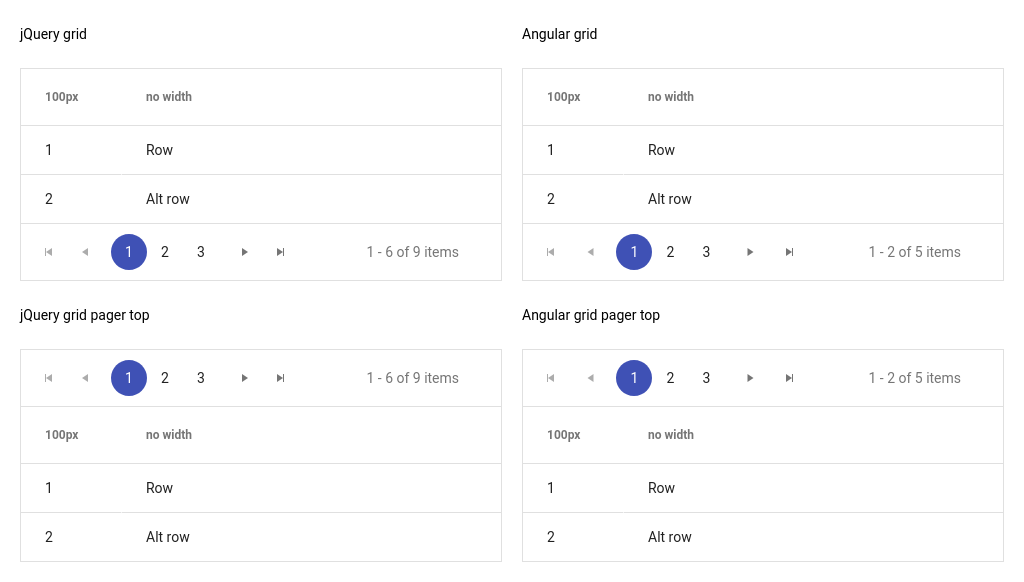 jQuery grid
100px no width
1 Row
2 Alt row
1 2 3 1 - 6 of 9 items
Angular grid
100px no width
1 Row
2 Alt row
1 2 3 1 - 2 of 5 items
jQuery grid pager top
1 2 3 1 - 6 of 9 items
100px no width
1 Row
2 Alt row
Angular grid pager top
1 2 3 1 - 2 of 5 items
100px no width
1 Row
2 Alt row